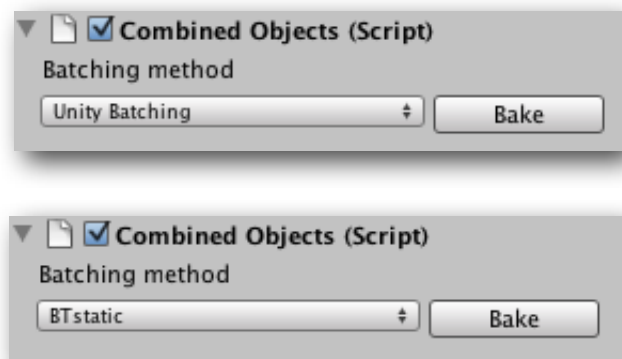 Combined Objects (Script)
Batching method
Unity Batching Bake
Combined Objects (Script)
Batching method
BTstatic Bake